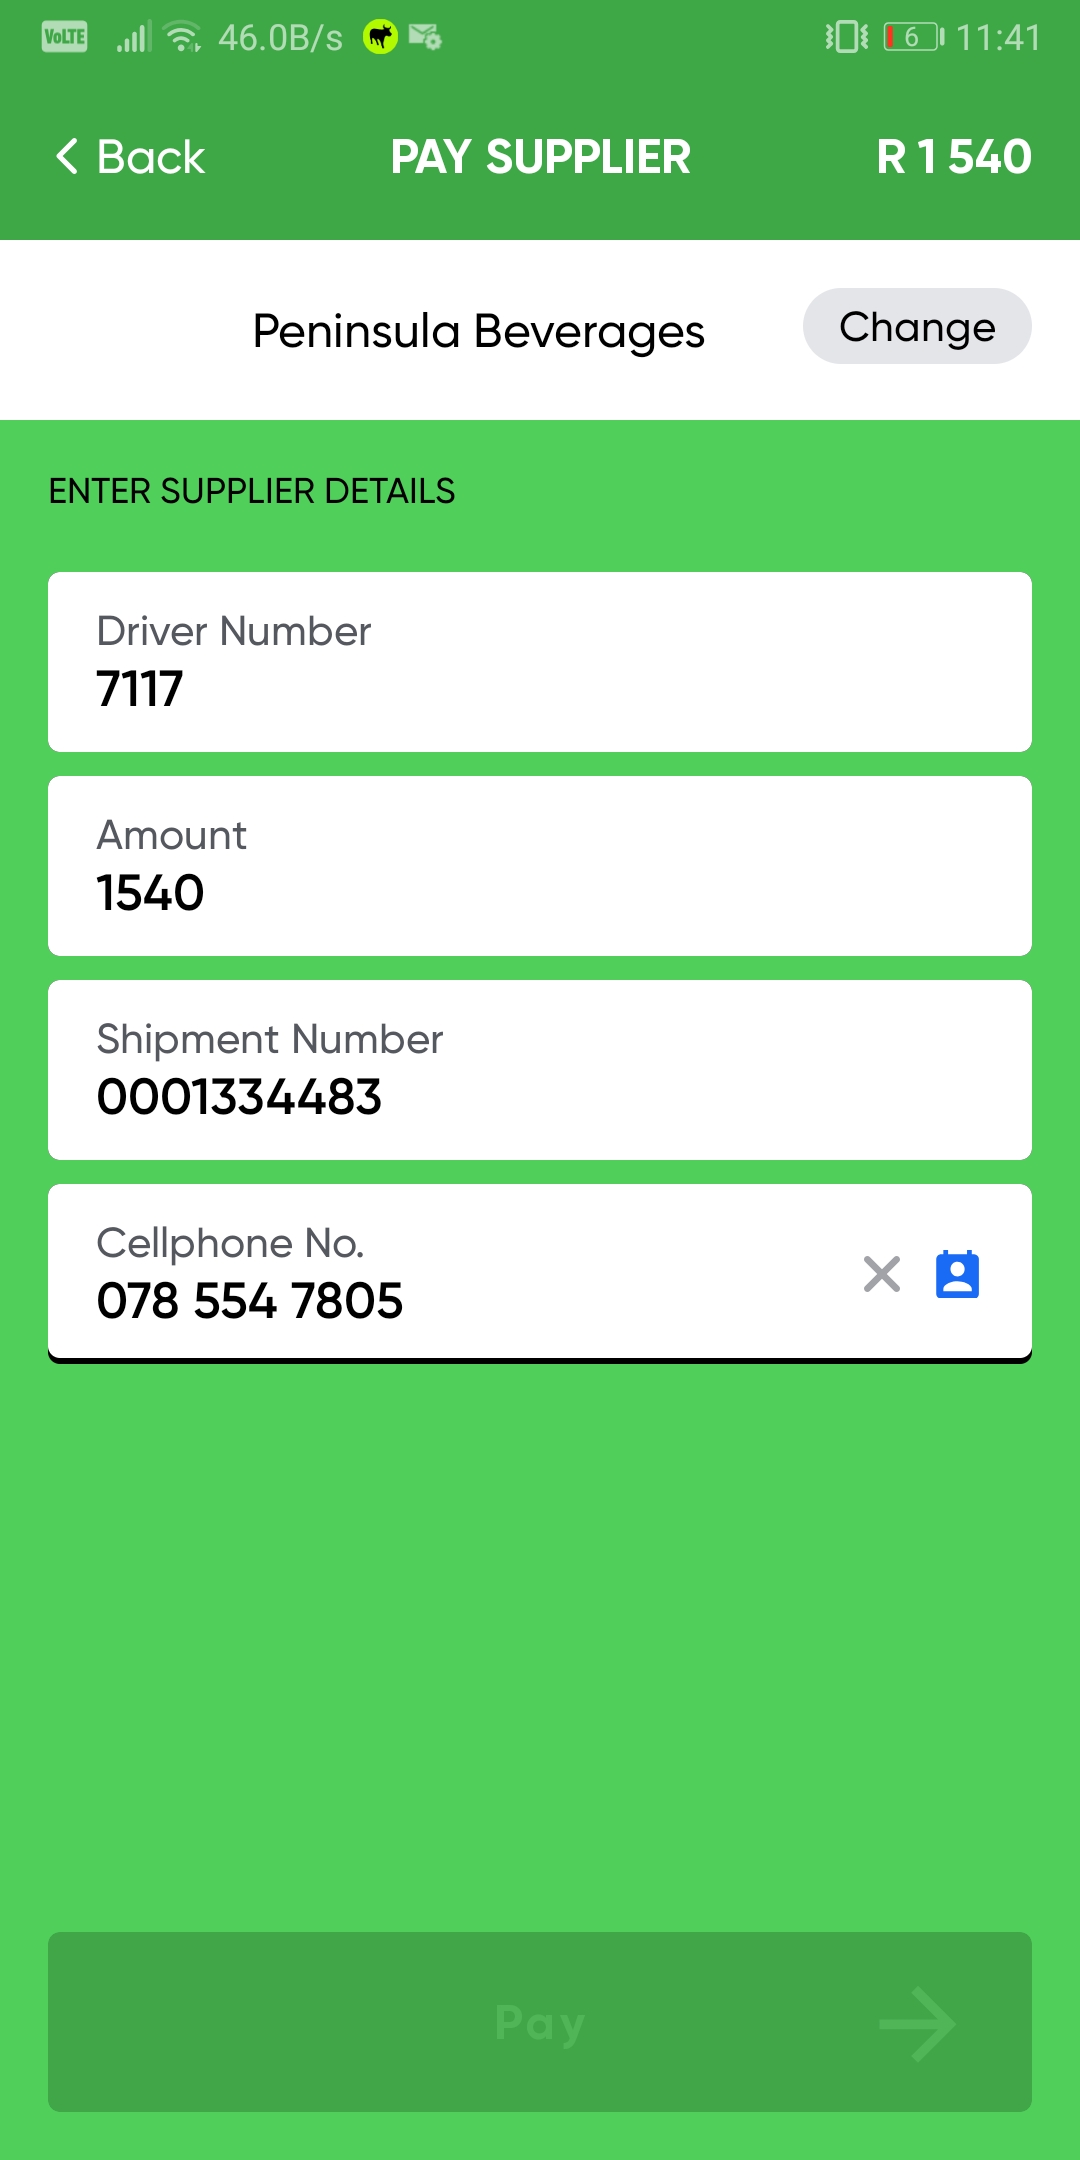 VoLTE 46.0B/s 6 11:41
Back PAY SUPPLIER R 1 540
Peninsula Beverages Change
ENTER SUPPLIER DETAILS
Driver Number
7117
Amount
1540
Shipment Number
0001334483
Cellphone No.
078 554 7805
Pay